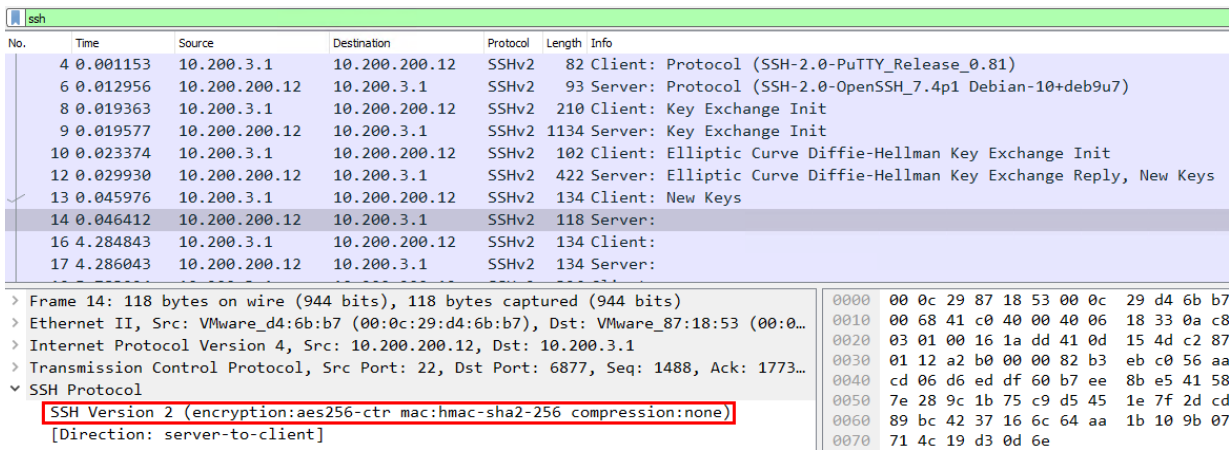 ssh
No. Time Source Destination Protocol Length Info
4 0.001153 10.200.3.1 10.200.200.12 SSHv2 82 Client: Protocol (SSH-2.0-PuTTY_Release_0.81)
6 0.012956 10.200.200.12 10.200.3.1 SSHv2 93 Server: Protocol (SSH-2.0-OpenSSH_7.4p1 Debian-10+deb9u7)
8 0.019363 10.200.3.1 10.200.200.12 SSHv2 210 Client: Key Exchange Init
9 0.019577 10.200.200.12 10.200.3.1 SSHv2 1134 Server: Key Exchange Init
10 0.023374 10.200.3.1 10.200.200.12 SSHv2 102 Client: Elliptic Curve Diffie-Hellman Key Exchange Init
12 0.029930 10.200.200.12 10.200.3.1 SSHv2 422 Server: Elliptic Curve Diffie-Hellman Key Exchange Reply, New Keys
13 0.045976 10.200.3.1 10.200.200.12 SSHv2 134 Client: New Keys
14 0.046412 10.200.200.12 10.200.3.1 SSHv2 118 Server:
16 4.284843 10.200.3.1 10.200.200.12 SSHv2 134 Client:
17 4.286043 10.200.200.12 10.200.3.1 SSHv2 134 Server:
Frame 14: 118 bytes on wire (944 bits), 118 bytes captured (944 bits)
Ethernet II, Src: VMware_d4:6b:b7 (00:0c:29:d4:6b:b7), Dst: VMware_87:18:53 (00:0…
Internet Protocol Version 4, Src: 10.200.200.12, Dst: 10.200.3.1
Transmission Control Protocol, Src Port: 22, Dst Port: 6877, Seq: 1488, Ack: 1773…
SSH Protocol
SSH Version 2 (encryption:aes256-ctr mac:hmac-sha2-256 compression:none)
[Direction: server-to-client]
0000 00 0c 29 87 18 53 00 0c 29 d4 6b b7
0010 00 68 41 c0 40 00 40 06 18 33 0a c8
0020 03 01 00 16 1a dd 41 0d 15 4d c2 87
0030 01 12 a2 b0 00 00 82 b3 eb c0 56 aa
0040 cd 06 d6 ed df 60 b7 ee 8b e5 41 58
0050 7e 28 9c 1b 75 c9 d5 45 1e 7f 2d cd
0060 89 bc 42 37 16 6c 64 aa 1b 10 9b 07
0070 71 4c 19 d3 0d 6e